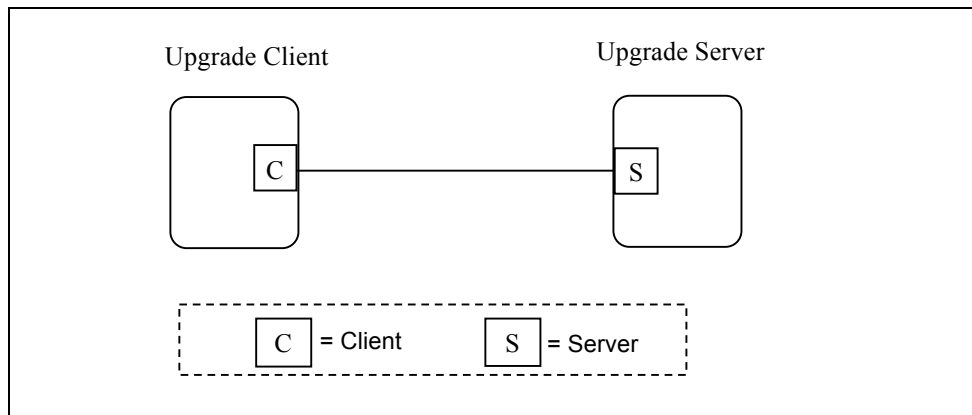 Upgrade Client
Upgrade Server
C
S
C = Client
S = Server